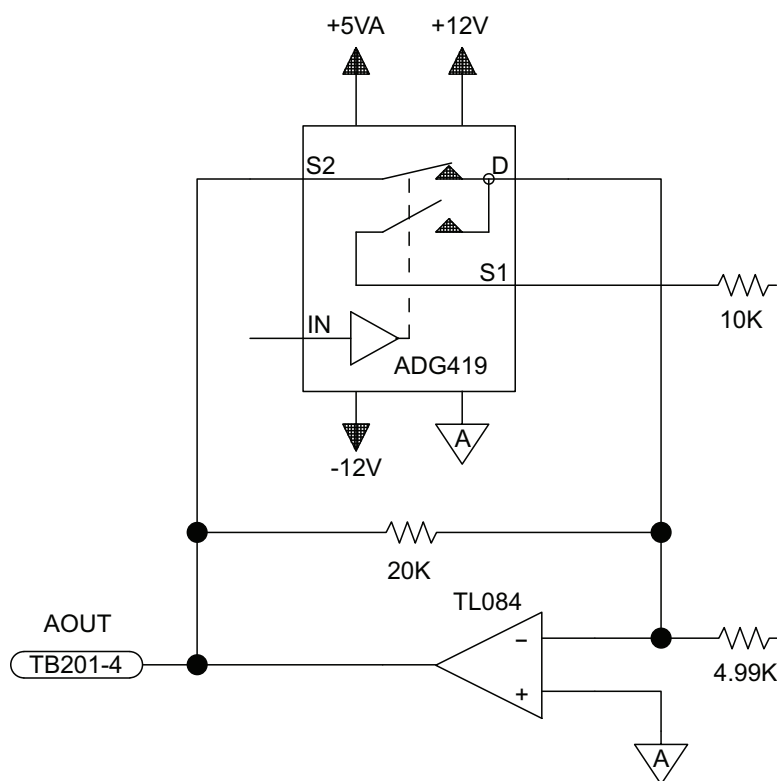 +5VA
+12V
S2
D
S1
10K
IN
ADG419
-12V
A
20K
TL084
AOUT
TB201-4
−
+
4.99K
A